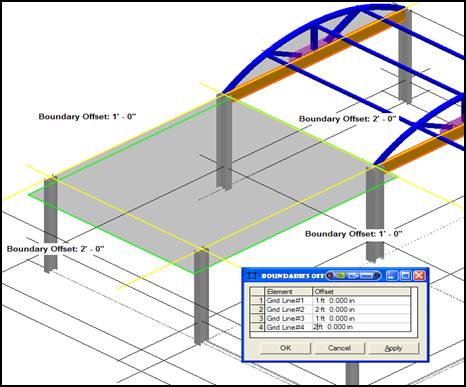 Boundary Offset: 1' - 0"
Boundary Offset: 2' - 0"
Boundary Offset: 1' - 0"
Boundary Offset: 2' - 0"
BOUNDARIES OFF
Element Offset
1 Grid Line#1 1 ft 0.000 in
2 Grid Line#2 2 ft 0.000 in
3 Grid Line#3 1 ft 0.000 in
4 Grid Line#4 2ft 0.000 in
OK Cancel Apply